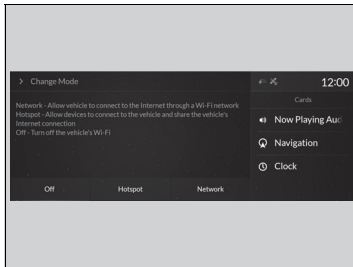 Change Mode
12:00
Network - Allow vehicle to connect to the Internet through a Wi-Fi network
Hotspot - Allow devices to connect to the vehicle and share the vehicle's
Internet connection
Off - Turn off the vehicle's Wi-Fi
Cards
Now Playing Aud
Navigation
Clock
Off
Hotspot
Network